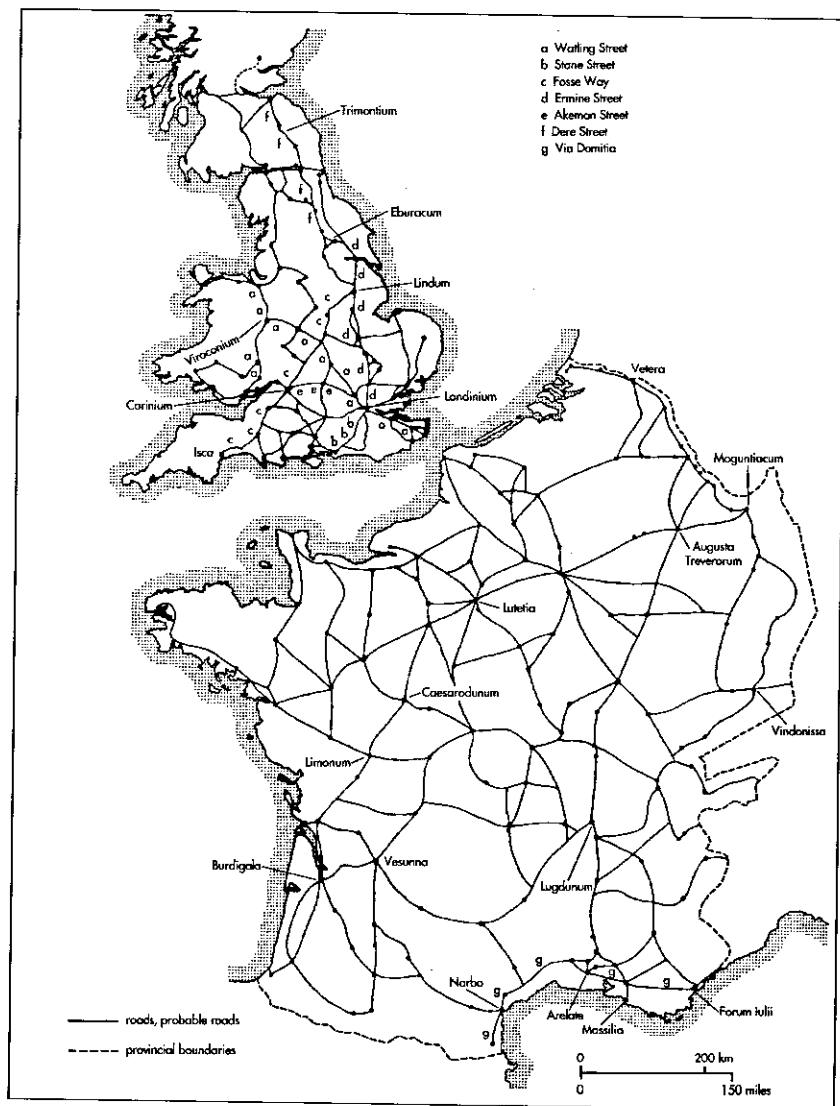 a Watling Street
b Stane Street
c Fosse Way
d Ermine Street
e Akeman Street
f Dere Street
g Via Domitia
Trimontium
f
f
f
f
Eburacum
d
d
Lindum
a
a
c
c
d
Viroconium
a
d
a
a
a
d
a
c
Corinium
e
e
e
a
d
Londinium
c
b
b
a
a
a
c
c
Isca
Vetera
Moguntiacum
Augusta
Treverorum
Lutetia
Caesarodunum
Vindonissa
Limonum
Burdigala
Vesunna
Lugdunum
g
g
g
g
g
Narbo
Arelate
Massilia
Forum Iulii
roads, probable roads
provincial boundaries
0 200 km
0 150 miles